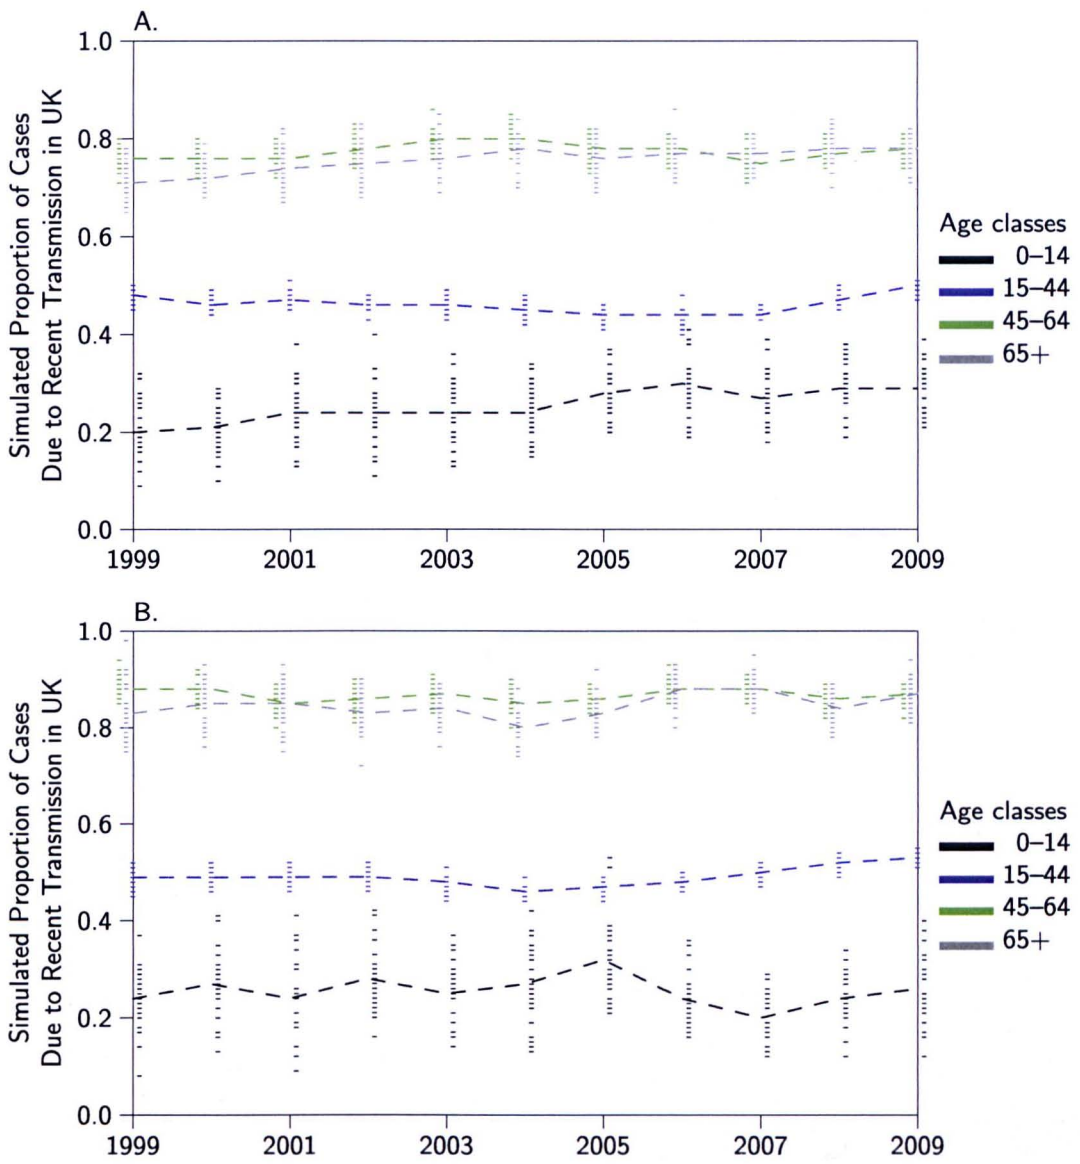 A.
Simulated Proportion of Cases
Due to Recent Transmission in UK
1.0
0.8
0.6
0.4
0.2
0.0
1999 2001 2003 2005 2007 2009
Age classes
0–14
15–44
45–64
65+
B.
Simulated Proportion of Cases
Due to Recent Transmission in UK
1.0
0.8
0.6
0.4
0.2
0.0
1999 2001 2003 2005 2007 2009
Age classes
0–14
15–44
45–64
65+